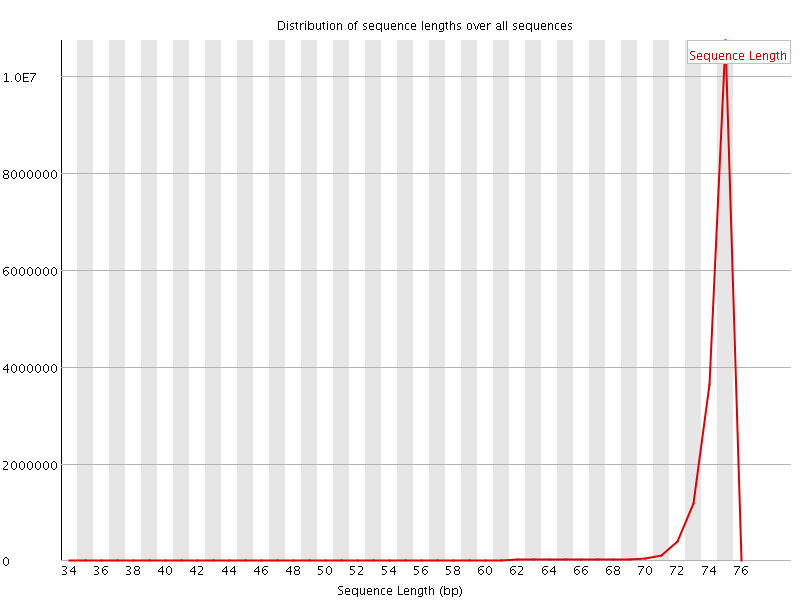 Distribution of sequence lengths over all sequences
Sequence Length
1.0E7
8000000
6000000
4000000
2000000
0
34 36 38 40 42 44 46 48 50 52 54 56 58 60 62 64 66 68 70 72 74 76
Sequence Length (bp)